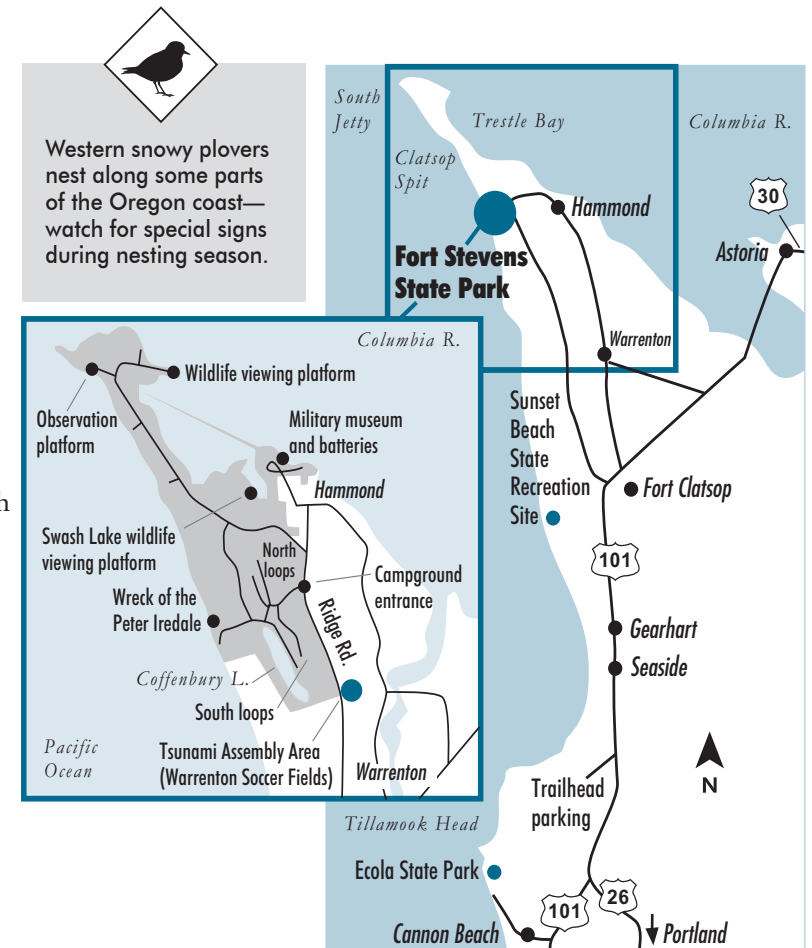 Western snowy plovers
nest along some parts
of the Oregon coast—
watch for special signs
during nesting season.
South
Jetty
Trestle Bay
Columbia R.
Clatsop
Spit
30
Hammond
Astoria
Fort Stevens
State Park
Warrenton
Columbia R.
Wildlife viewing platform
Observation
platform
Military museum
and batteries
Hammond
Swash Lake wildlife
viewing platform
North
loops
Campground
entrance
Wreck of the
Peter Iredale
Ridge Rd.
Coffenbury L.
South loops
Pacific
Ocean
Tsunami Assembly Area
(Warrenton Soccer Fields)
Warrenton
h
Sunset
Beach
State
Recreation
Site
Fort Clatsop
101
Gearhart
Seaside
N
Trailhead
parking
Tillamook Head
Ecola State Park
101
26
Cannon Beach
Portland